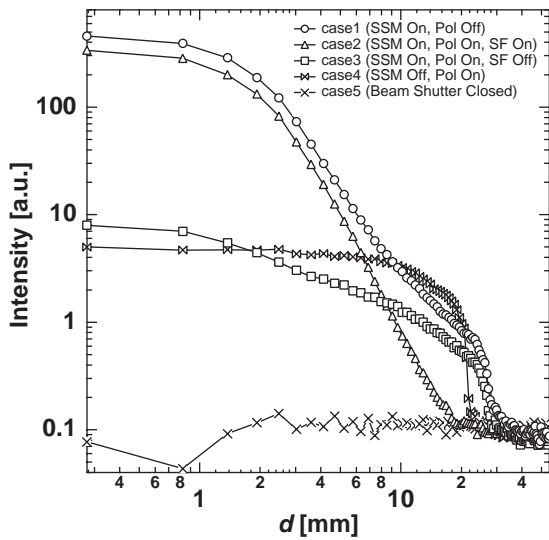 case1 (SSM On, Pol Off)
case2 (SSM On, Pol On, SF On)
case3 (SSM On, Pol On, SF Off)
case4 (SSM Off, Pol On)
case5 (Beam Shutter Closed)
100
10
1
0.1
Intensity [a.u.]
4 6 8 1 2 4 6 8 10 2 4
d [mm]